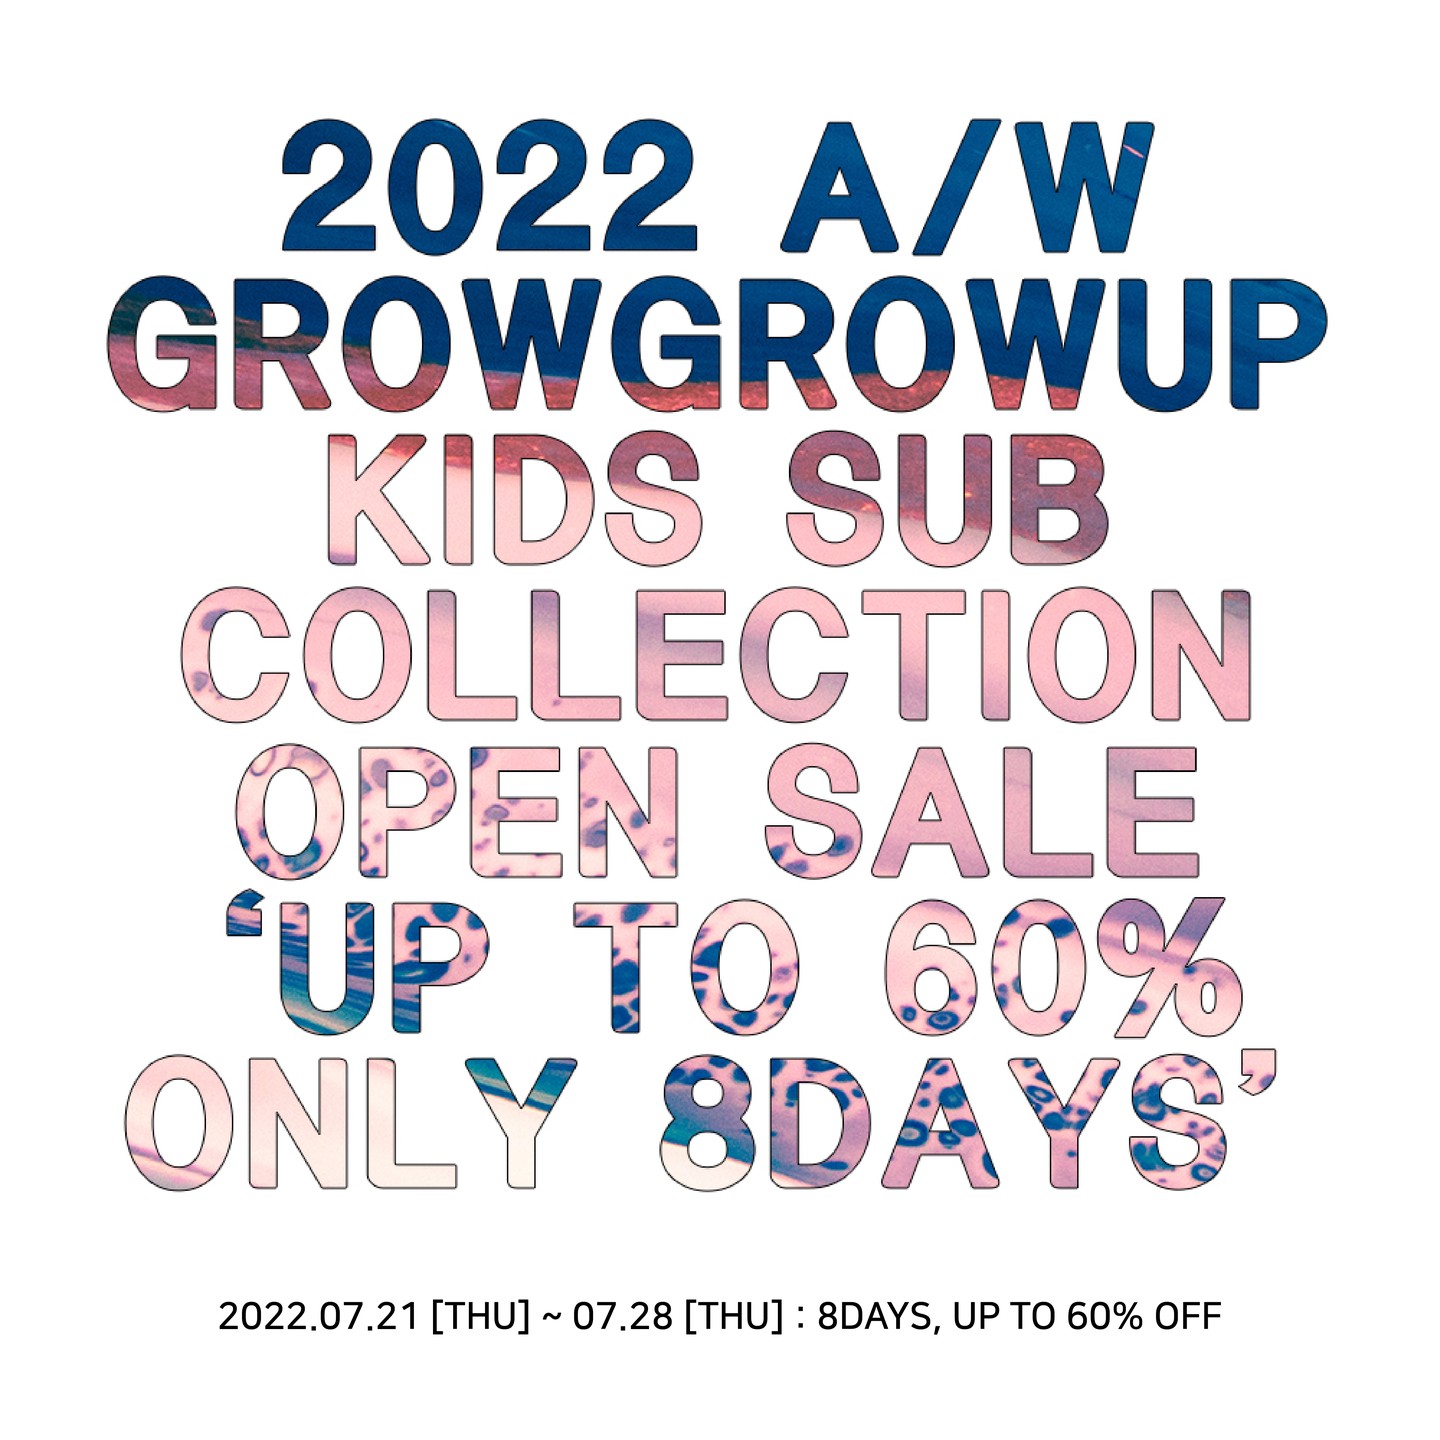 2022 A/W
GROWGROWUP
KIDS SUB
COLLECTION
OPEN SALE
‘UP TO 60%
ONLY 8DAYS’
2022.07.21 [THU] ~ 07.28 [THU] : 8DAYS, UP TO 60% OFF